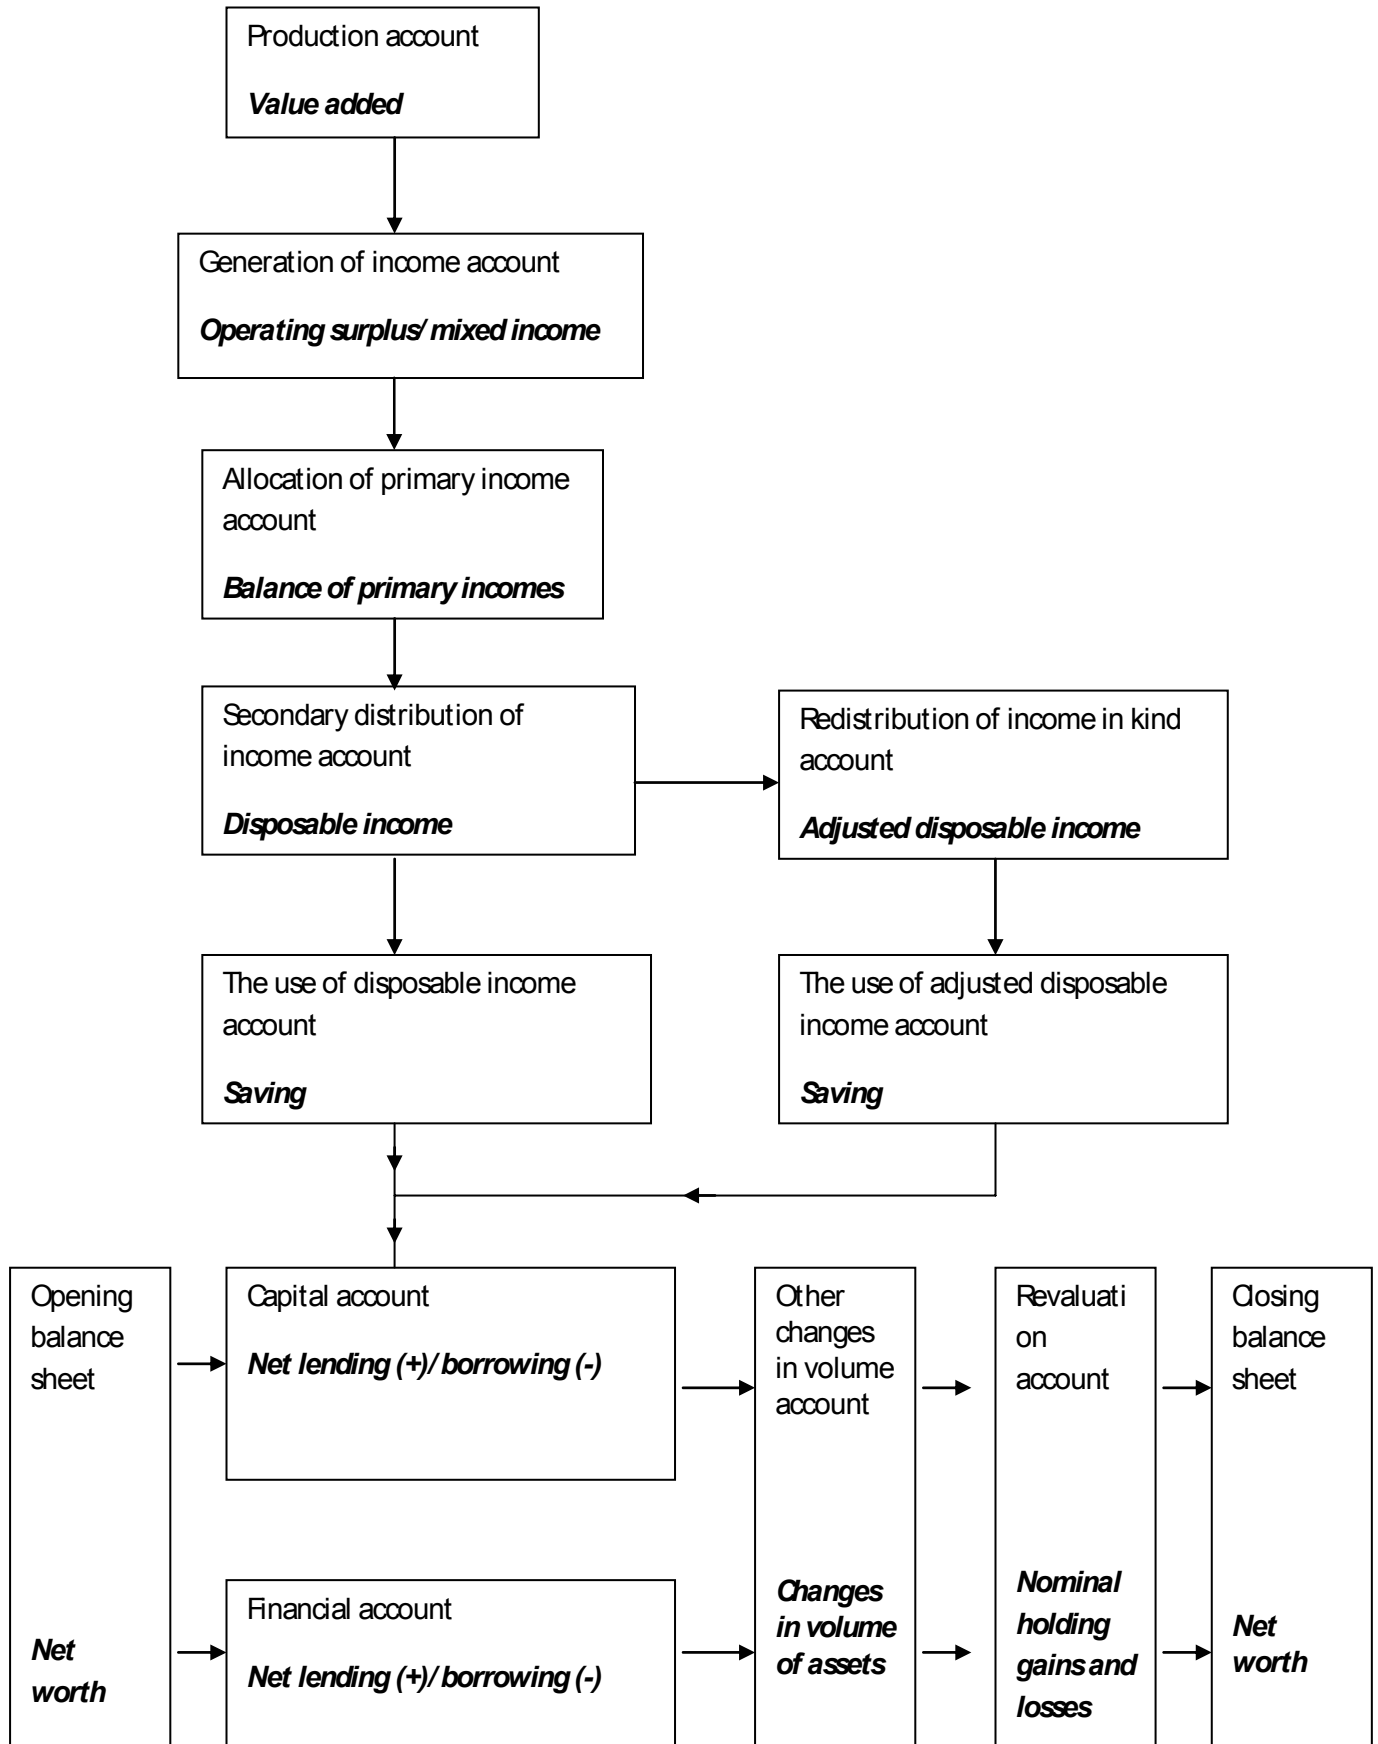 Production account
Value added
Generation of income account
Operating surplus/ mixed income
Allocation of primary income
account
Balance of primary incomes
Secondary distribution of
income account
Disposable income
Redistribution of income in kind
account
Adjusted disposable income
The use of disposable income
account
Saving
The use of adjusted disposable
income account
Saving
Opening
balance
sheet
Net
worth
Capital account
Net lending (+)/ borrowing (-)
Financial account
Net lending (+)/ borrowing (-)
Other
changes
in volume
account
Changes
in volume
of assets
Revaluati
on
account
Nominal
holding
gains and
losses
Closing
balance
sheet
Net
worth